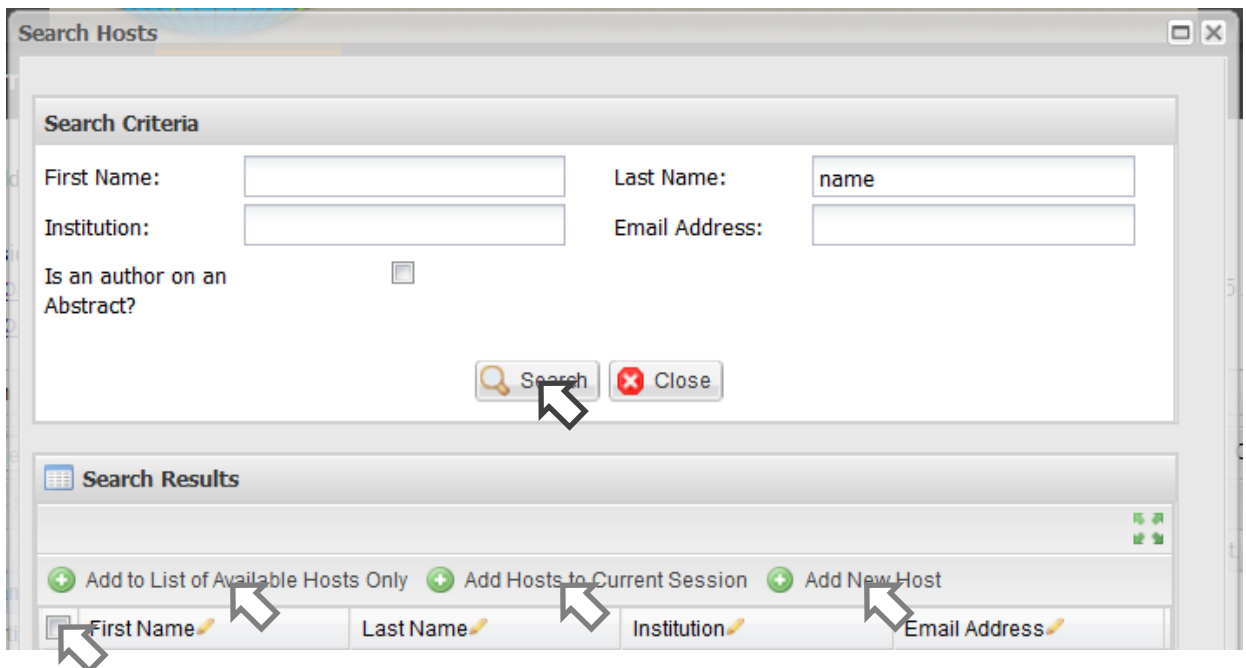 Search Hosts
Search Criteria
First Name: Last Name: name
Institution: Email Address:
Is an author on an
Abstract?
Search Close
Search Results
Add to List of Available Hosts Only Add Hosts to Current Session Add New Host
First Name Last Name Institution Email Address